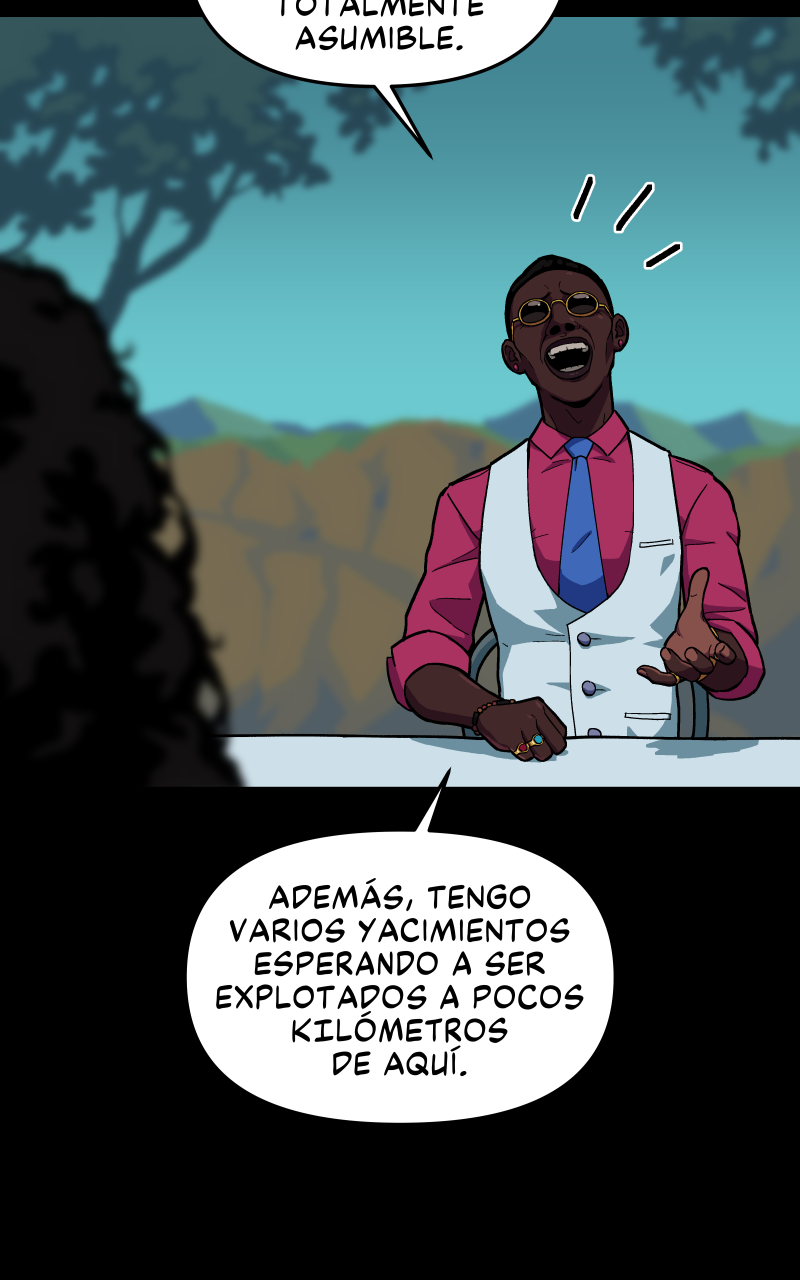 TOTALMENTE
ASUMIBLE.
ADEMÁS, TENGO
VARIOS YACIMIENTOS
ESPERANDO A SER
EXPLOTADOS A POCOS
KILÓMETROS
DE AQUÍ.